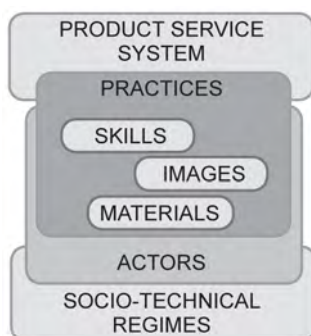 PRODUCT SERVICE
SYSTEM
PRACTICES
SKILLS
IMAGES
MATERIALS
ACTORS
SOCIO-TECHNICAL
REGIMES